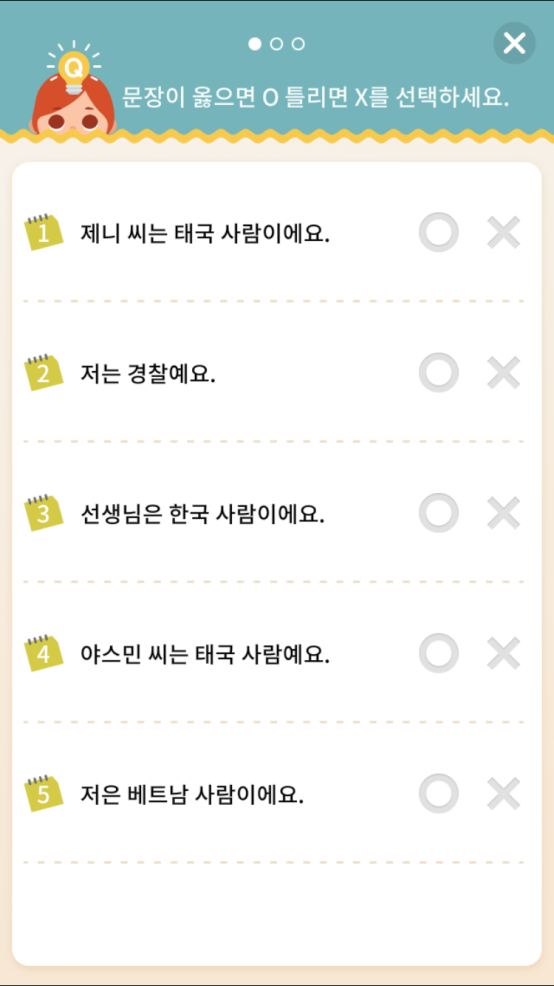 Q
문장이 옳으면 O 틀리면 X를 선택하세요.
1 제니 씨는 태국 사람이에요.
2 저는 경찰예요.
3 선생님은 한국 사람이에요.
4 야스민 씨는 태국 사람예요.
5 저은 베트남 사람이에요.